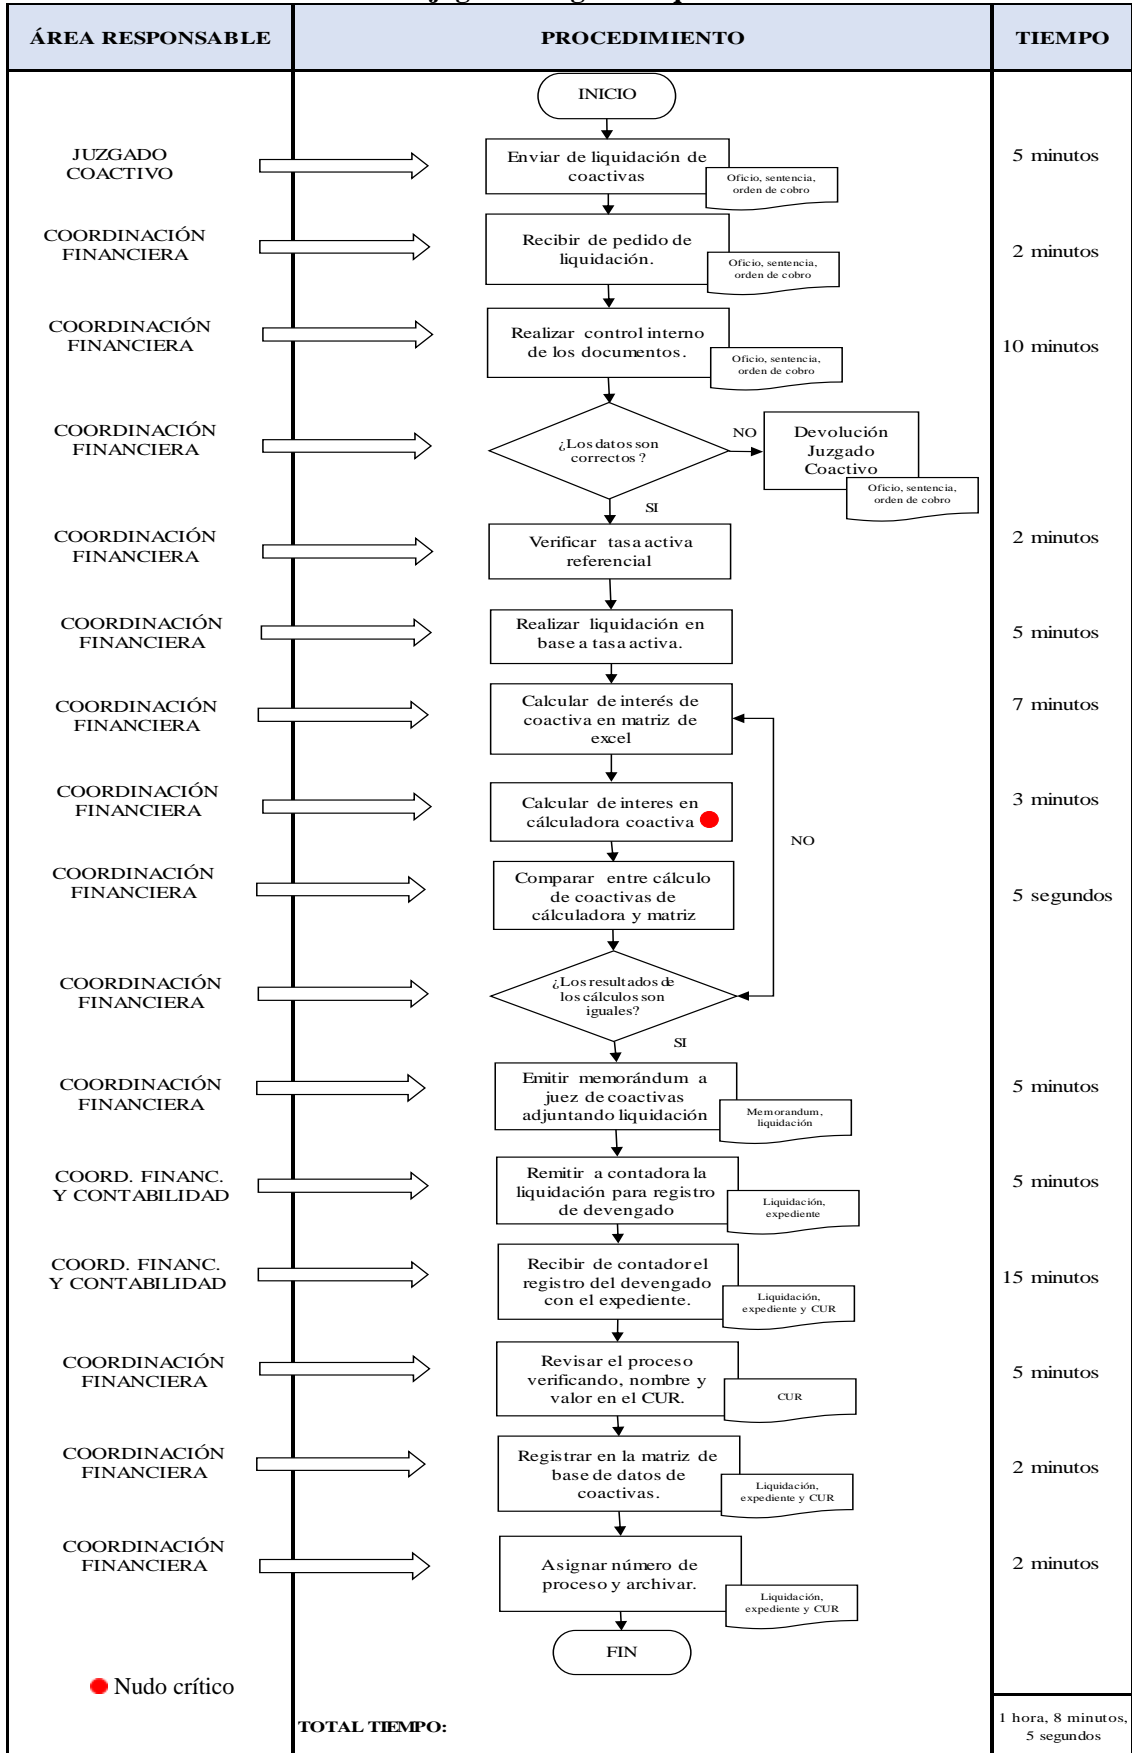 ÁREA RESPONSABLE
PROCEDIMIENTO
TIEMPO
INICIO
JUZGADO
COACTIVO
Enviar de liquidación de
coactivas
Oficio, sentencia,
orden de cobro
5 minutos
COORDINACIÓN
FINANCIERA
Recibir de pedido de
liquidación.
Oficio, sentencia,
orden de cobro
2 minutos
COORDINACIÓN
FINANCIERA
Realizar control interno
de los documentos.
Oficio, sentencia,
orden de cobro
10 minutos
COORDINACIÓN
FINANCIERA
¿Los datos son
correctos ?
NO
Devolución
Juzgado
Coactivo
Oficio, sentencia,
orden de cobro
SI
COORDINACIÓN
FINANCIERA
Verificar tasa activa
referencial
2 minutos
COORDINACIÓN
FINANCIERA
Realizar liquidación en
base a tasa activa.
5 minutos
COORDINACIÓN
FINANCIERA
Calcular de interés de
coactiva en matriz de
excel
7 minutos
COORDINACIÓN
FINANCIERA
Calcular de interes en
cálculadora coactiva
3 minutos
NO
COORDINACIÓN
FINANCIERA
Comparar entre cálculo
de coactivas de
cálculadora y matriz
5 segundos
COORDINACIÓN
FINANCIERA
¿Los resultados de
los cálculos son
iguales?
SI
COORDINACIÓN
FINANCIERA
Emitir memorándum a
juez de coactivas
adjuntando liquidación
Memorandum,
liquidación
5 minutos
COORD. FINANC.
Y CONTABILIDAD
Remitir a contadora la
liquidación para registro
de devengado
Liquidación,
expediente
5 minutos
COORD. FINANC.
Y CONTABILIDAD
Recibir de contador el
registro del devengado
con el expediente.
Liquidación,
expediente y CUR
15 minutos
COORDINACIÓN
FINANCIERA
Revisar el proceso
verificando, nombre y
valor en el CUR.
CUR
5 minutos
COORDINACIÓN
FINANCIERA
Registrar en la matriz de
base de datos de
coactivas.
Liquidación,
expediente y CUR
2 minutos
COORDINACIÓN
FINANCIERA
Asignar número de
proceso y archivar.
Liquidación,
expediente y CUR
2 minutos
FIN
Nudo crítico
TOTAL TIEMPO:
1 hora, 8 minutos,
5 segundos